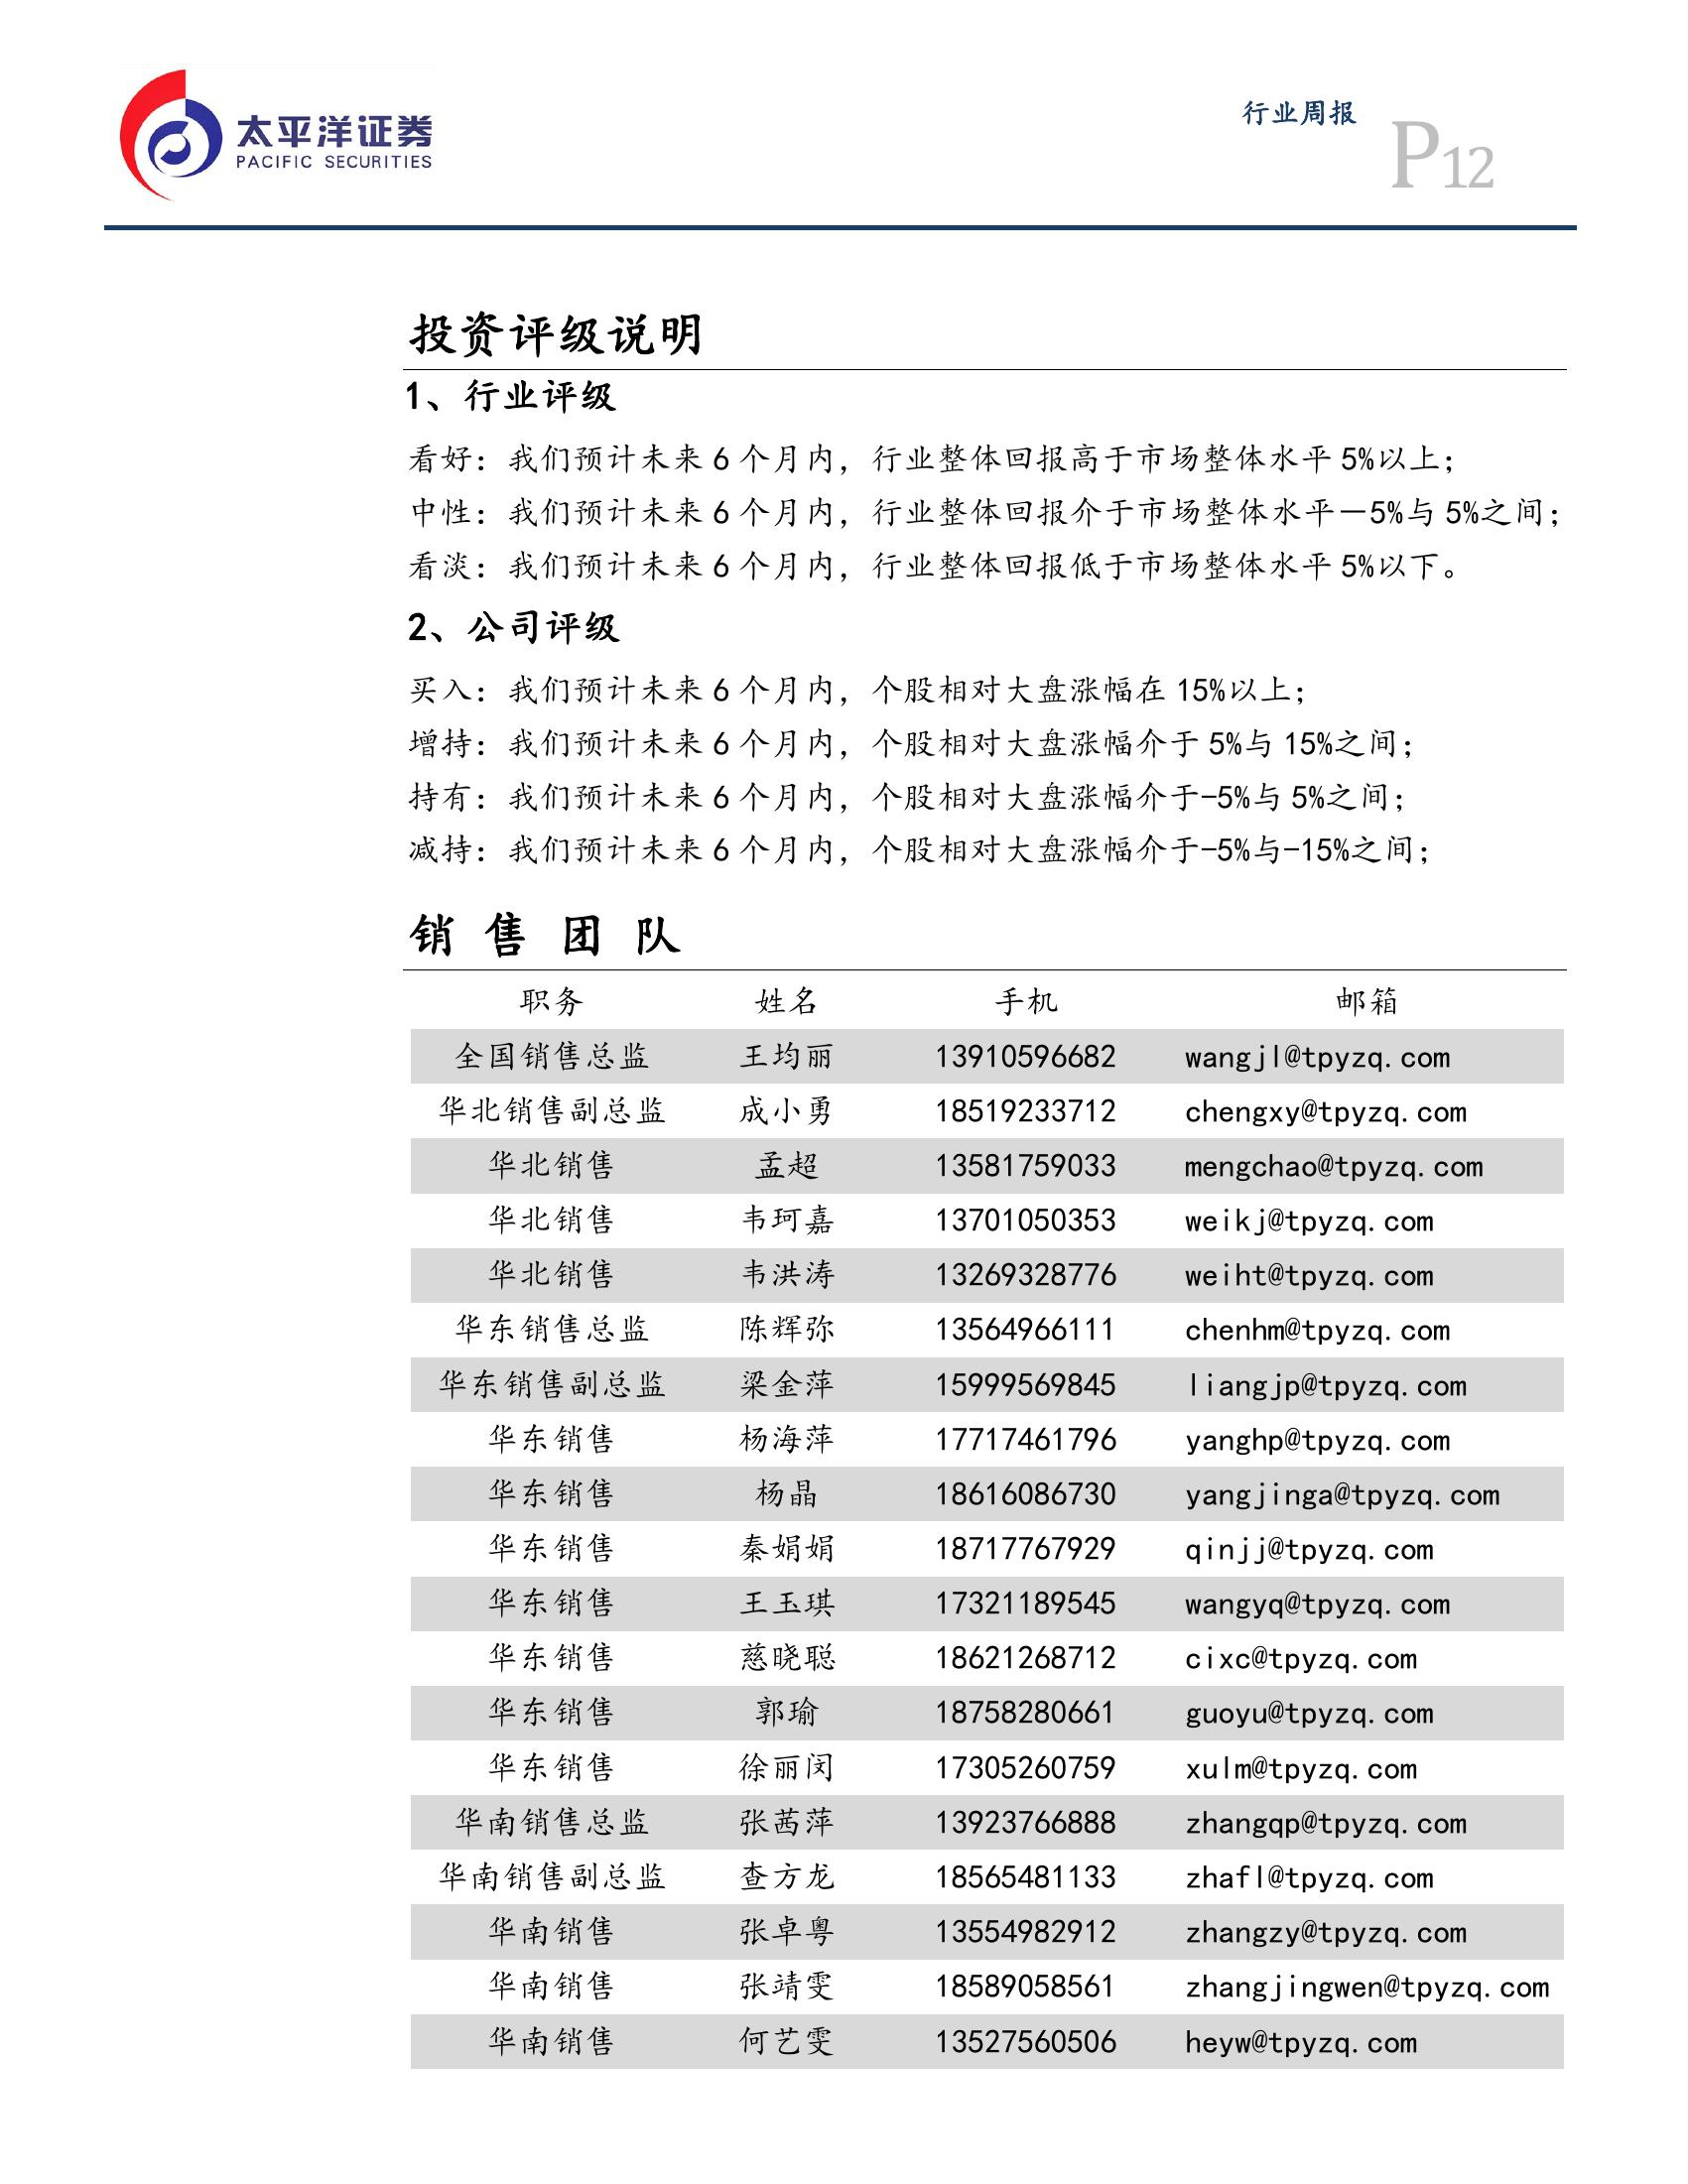 太平洋证券
PACIFIC SECURITIES
行业周报
P12
投资评级说明
1、行业评级
看好：我们预计未来 6 个月内，行业整体回报高于市场整体水平 5%以上；
中性：我们预计未来 6 个月内，行业整体回报介于市场整体水平－5%与 5%之间；
看淡：我们预计未来 6 个月内，行业整体回报低于市场整体水平 5%以下。
2、公司评级
买入：我们预计未来 6 个月内，个股相对大盘涨幅在 15%以上；
增持：我们预计未来 6 个月内，个股相对大盘涨幅介于 5%与 15%之间；
持有：我们预计未来 6 个月内，个股相对大盘涨幅介于-5%与 5%之间；
减持：我们预计未来 6 个月内，个股相对大盘涨幅介于-5%与-15%之间；
销 售 团 队
职务 姓名 手机 邮箱
全国销售总监 王均丽 13910596682 wangjl@tpyzq.com
华北销售副总监 成小勇 18519233712 chengxy@tpyzq.com
华北销售 孟超 13581759033 mengchao@tpyzq.com
华北销售 韦珂嘉 13701050353 weikj@tpyzq.com
华北销售 韦洪涛 13269328776 weiht@tpyzq.com
华东销售总监 陈辉弥 13564966111 chenhm@tpyzq.com
华东销售副总监 梁金萍 15999569845 liangjp@tpyzq.com
华东销售 杨海萍 17717461796 yanghp@tpyzq.com
华东销售 杨晶 18616086730 yangjinga@tpyzq.com
华东销售 秦娟娟 18717767929 qinjj@tpyzq.com
华东销售 王玉琪 17321189545 wangyq@tpyzq.com
华东销售 慈晓聪 18621268712 cixc@tpyzq.com
华东销售 郭瑜 18758280661 guoyu@tpyzq.com
华东销售 徐丽闵 17305260759 xulm@tpyzq.com
华南销售总监 张茜萍 13923766888 zhangqp@tpyzq.com
华南销售副总监 查方龙 18565481133 zhafl@tpyzq.com
华南销售 张卓粤 13554982912 zhangzy@tpyzq.com
华南销售 张靖雯 18589058561 zhangjingwen@tpyzq.com
华南销售 何艺雯 13527560506 heyw@tpyzq.com